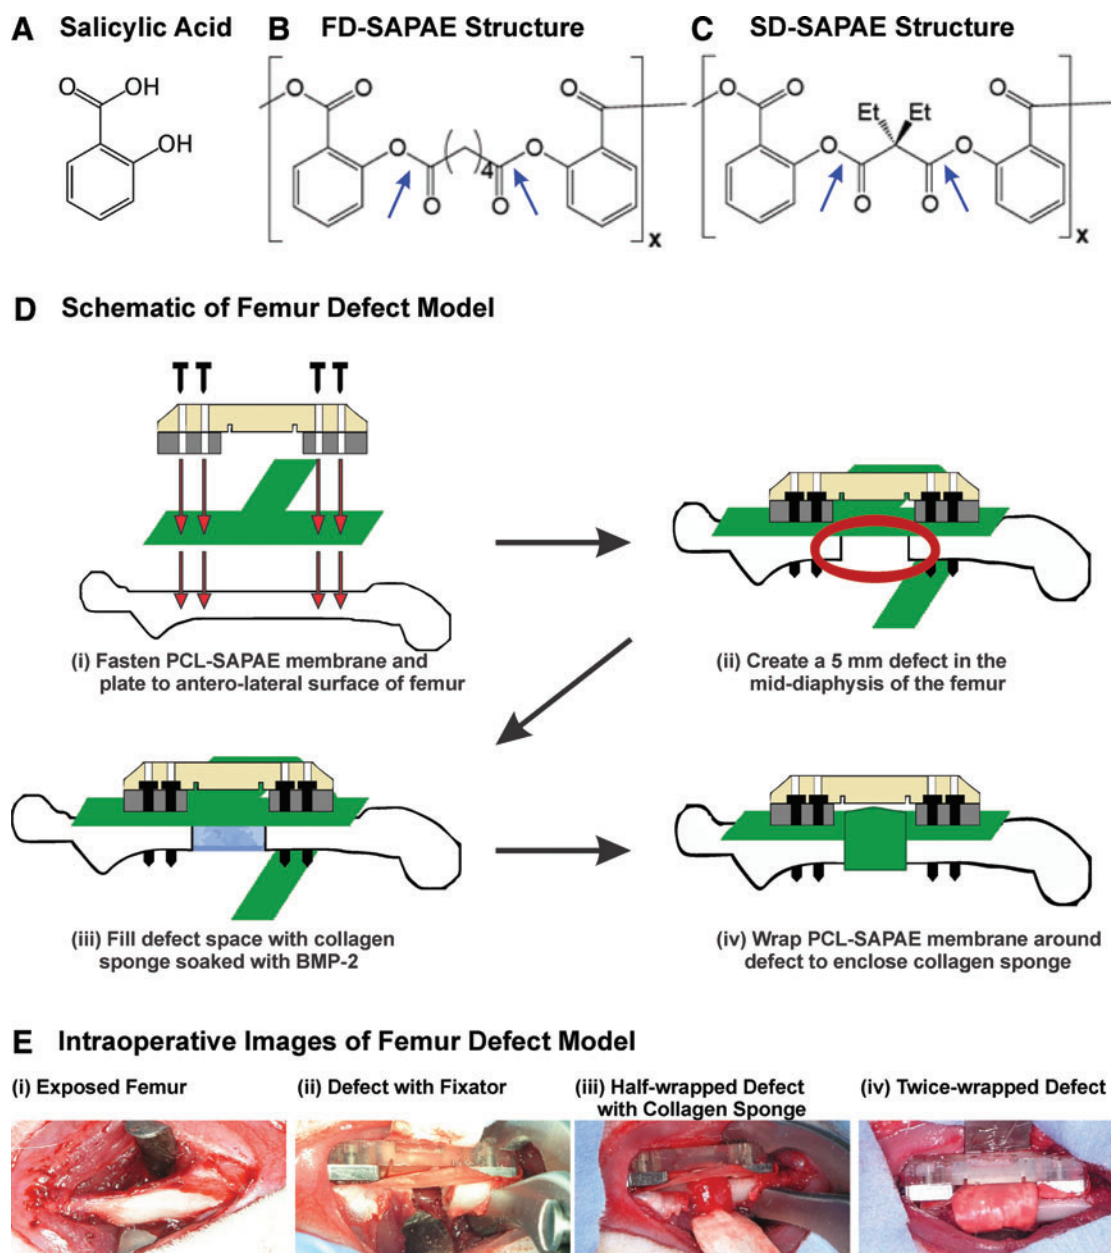 A Salicylic Acid B FD-SAPAE Structure C SD-SAPAE Structure
O OH OH
O O O O O O 4 O O x
O O Et Et O O O O O x
D Schematic of Femur Defect Model
(i) Fasten PCL-SAPAE membrane and
plate to antero-lateral surface of femur
(ii) Create a 5 mm defect in the
mid-diaphysis of the femur
(iii) Fill defect space with collagen
sponge soaked with BMP-2
(iv) Wrap PCL-SAPAE membrane around
defect to enclose collagen sponge
E Intraoperative Images of Femur Defect Model
(i) Exposed Femur
(ii) Defect with Fixator
(iii) Half-wrapped Defect
with Collagen Sponge
(iv) Twice-wrapped Defect